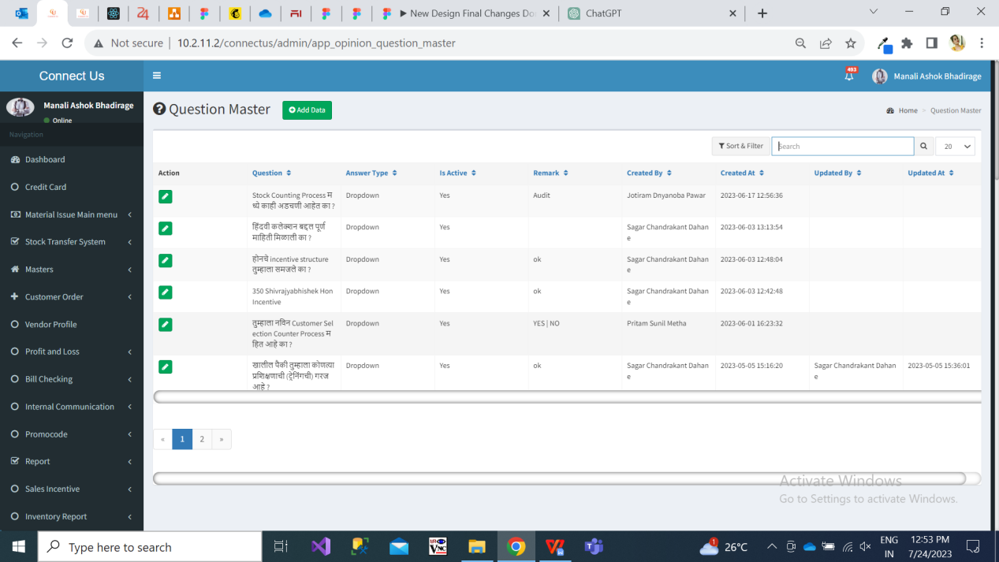 New Design Final Changes Do
ChatGPT
Not secure
10.2.11.2/connectus/admin/app_opinion_question_master
Connect Us
493
Manali Ashok Bhadirage
Manali Ashok Bhadirage
Online
Navigation
Dashboard
Credit Card
Material Issue Main menu
Stock Transfer System
Masters
Customer Order
Vendor Profile
Profit and Loss
Bill Checking
Internal Communication
Promocode
Report
Sales Incentive
Inventory Report
Question Master
Add Data
Home > Question Master
Sort & Filter
Search
20
Action Question Answer Type Is Active Remark Created By Created At Updated By Updated At
Stock Counting Process म
ध्ये काही अडचणी आहेत का ?
Dropdown
Yes
Audit
Jotiram Dnyanoba Pawar
2023-06-17 12:56:36
हिंदवी कलेक्शन बद्दल पूर्ण
माहिती मिळाली का ?
Dropdown
Yes
Sagar Chandrakant Dahan
e
2023-06-03 13:13:54
होनचे incentive structure
तुम्हाला समजले का ?
Dropdown
Yes
ok
Sagar Chandrakant Dahan
e
2023-06-03 12:48:04
350 Shivrajyabhishek Hon
Incentive
Dropdown
Yes
ok
Sagar Chandrakant Dahan
e
2023-06-03 12:42:48
तुम्हाला नविन Customer Sel
ection Counter Process म
हित आहे का ?
Dropdown
Yes
YES | NO
Pritam Sunil Metha
2023-06-01 16:23:32
खालील पैकी तुम्हाला कोणत्या
प्रशिक्षणाची (ट्रेनिंगची) गरज
आहे ?
Dropdown
Yes
ok
Sagar Chandrakant Dahan
e
2023-05-05 15:16:20
Sagar Chandrakant Dahan
e
2023-05-05 15:36:01
« 1 2 »
Activate Windows
Go to Settings to activate Windows.
Type here to search
1
26°C
ENG
IN
12:53 PM
7/24/2023